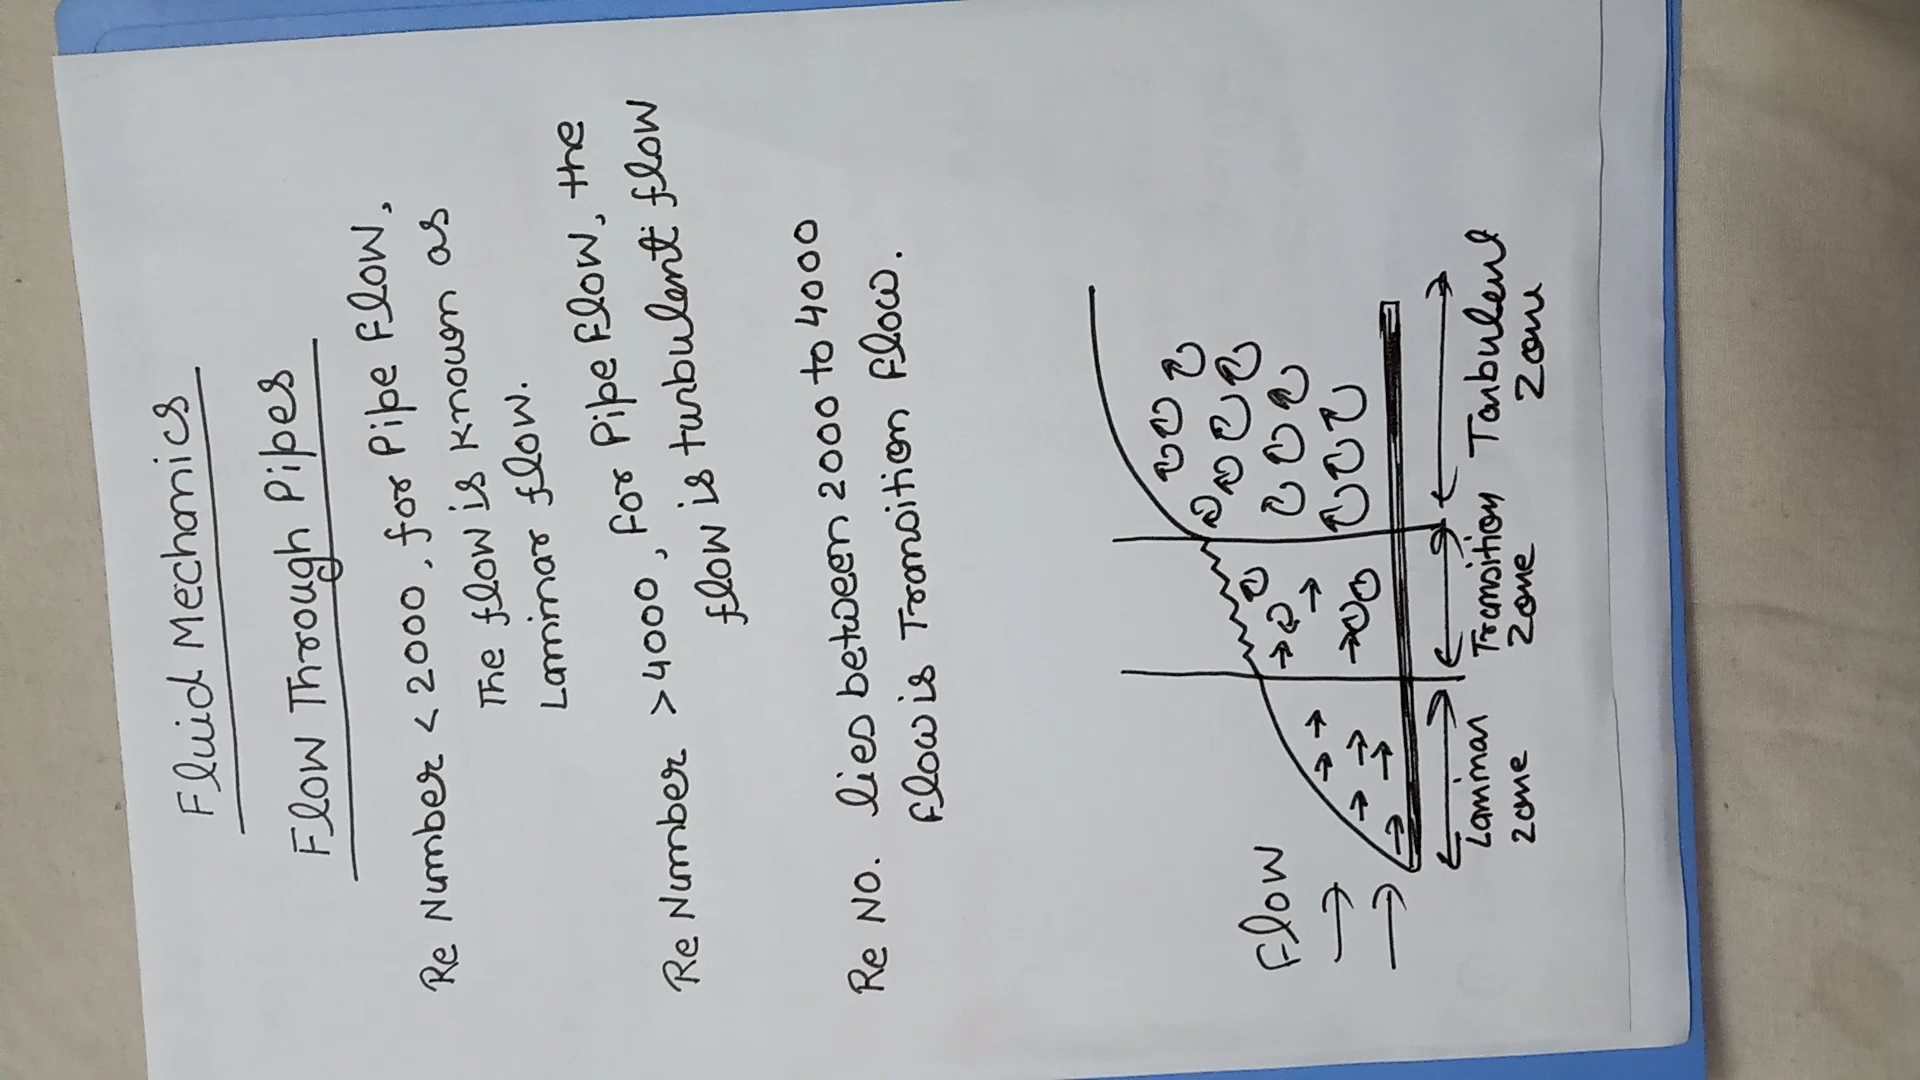 Fluid Mechanics
Flow Through Pipes
Re Number < 2000, for Pipe flow,
The flow is known as
Laminar flow.
Re Number > 4000, for Pipe flow, the
flow is turbulent flow
flow
Re No. lies between 2000 to 4000
flow is Transition flow.
Flow
Laminar Transition Turbulent
zone zone zone